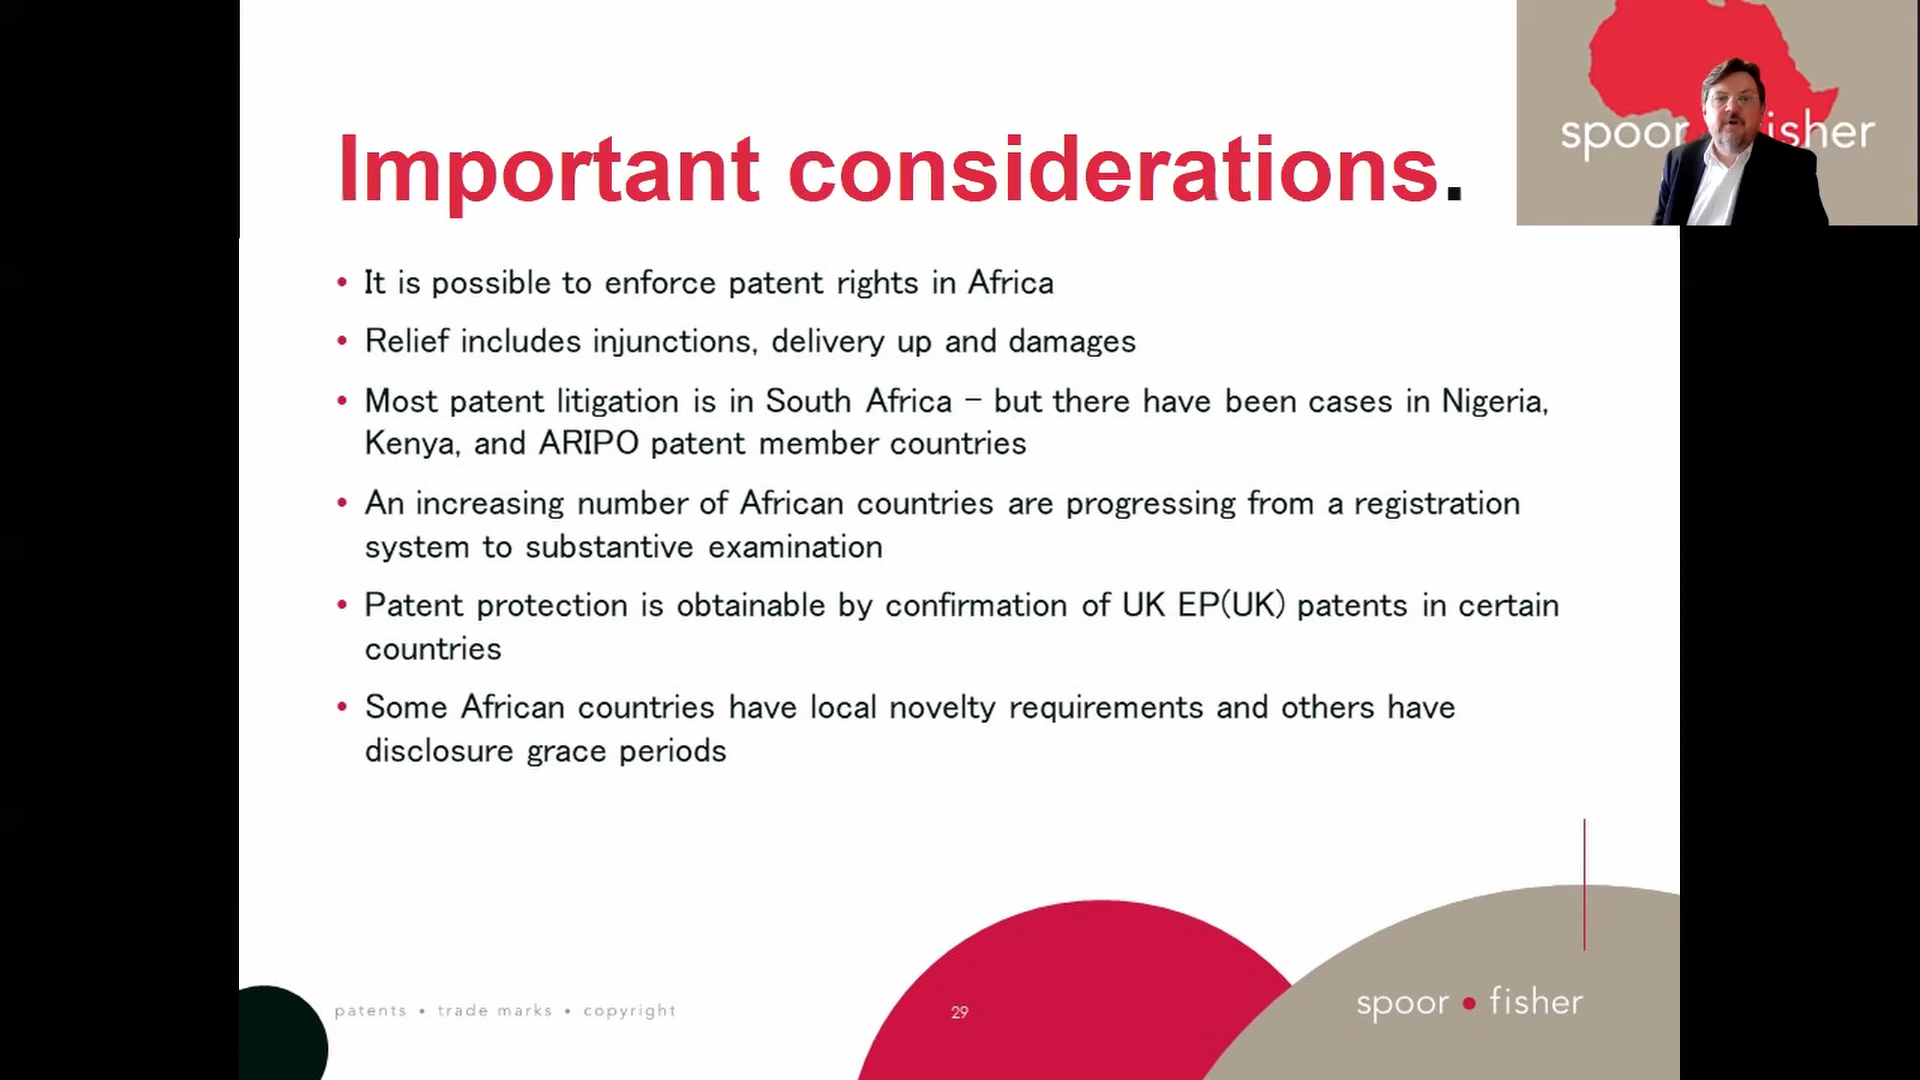 Important considerations.
spoor fisher
• It is possible to enforce patent rights in Africa
• Relief includes injunctions, delivery up and damages
• Most patent litigation is in South Africa – but there have been cases in Nigeria,
Kenya, and ARIPO patent member countries
• An increasing number of African countries are progressing from a registration
system to substantive examination
• Patent protection is obtainable by confirmation of UK EP(UK) patents in certain
countries
• Some African countries have local novelty requirements and others have
disclosure grace periods
patents • trade marks • copyright
29
spoor • fisher